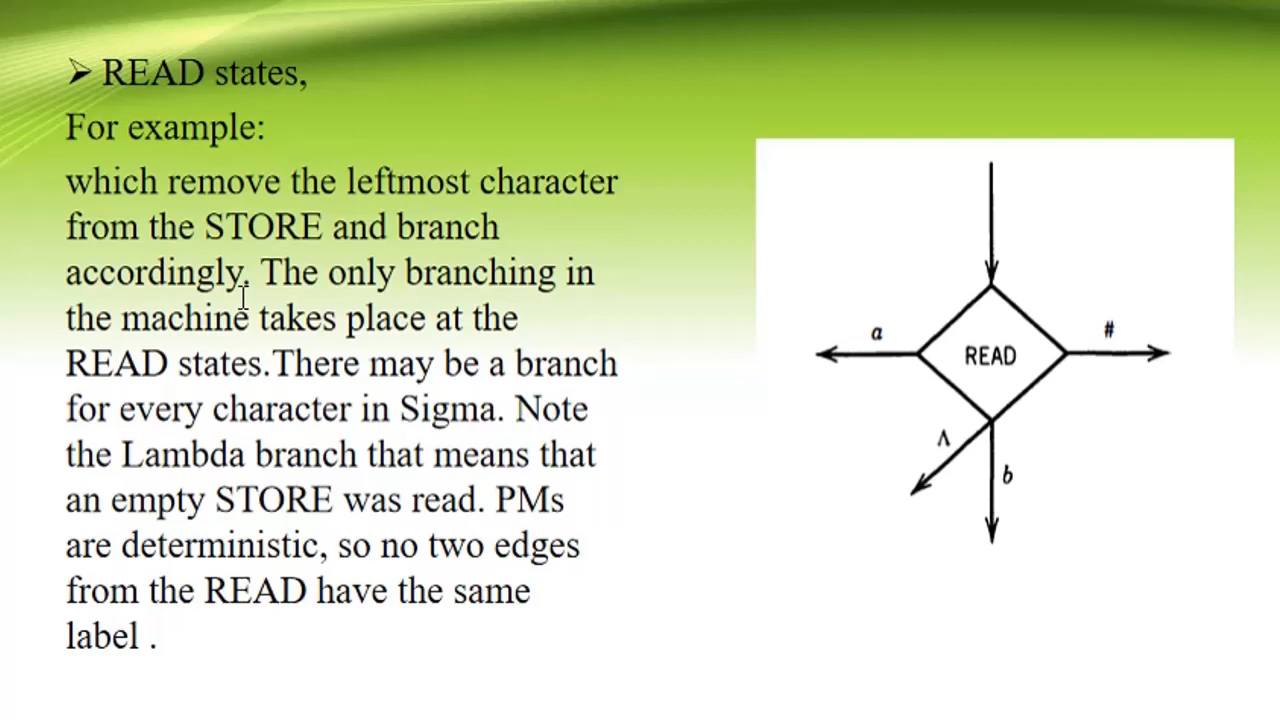 ➢ READ states,
For example:
which remove the leftmost character
from the STORE and branch
accordingly. The only branching in
the machine takes place at the
READ states.There may be a branch
for every character in Sigma. Note
the Lambda branch that means that
an empty STORE was read. PMs
are deterministic, so no two edges
from the READ have the same
label .
a
#
READ
Λ
b